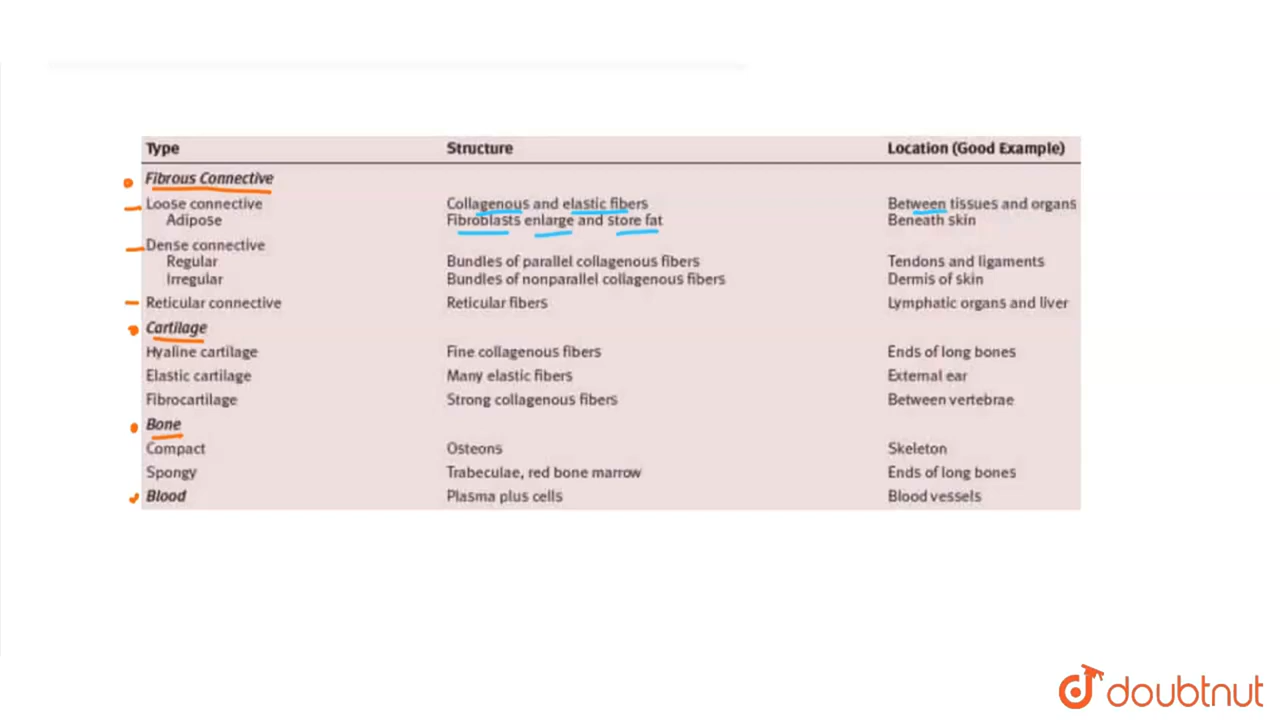 Type Structure Location (Good Example)
Fibrous Connective
Loose connective Collagenous and elastic fibers Between tissues and organs
Adipose Fibroblasts enlarge and store fat Beneath skin
Dense connective
Regular Bundles of parallel collagenous fibers Tendons and ligaments
Irregular Bundles of nonparallel collagenous fibers Dermis of skin
Reticular connective Reticular fibers Lymphatic organs and liver
Cartilage
Hyaline cartilage Fine collagenous fibers Ends of long bones
Elastic cartilage Many elastic fibers External ear
Fibrocartilage Strong collagenous fibers Between vertebrae
Bone
Compact Osteons Skeleton
Spongy Trabeculae, red bone marrow Ends of long bones
Blood Plasma plus cells Blood vessels
doubtnut